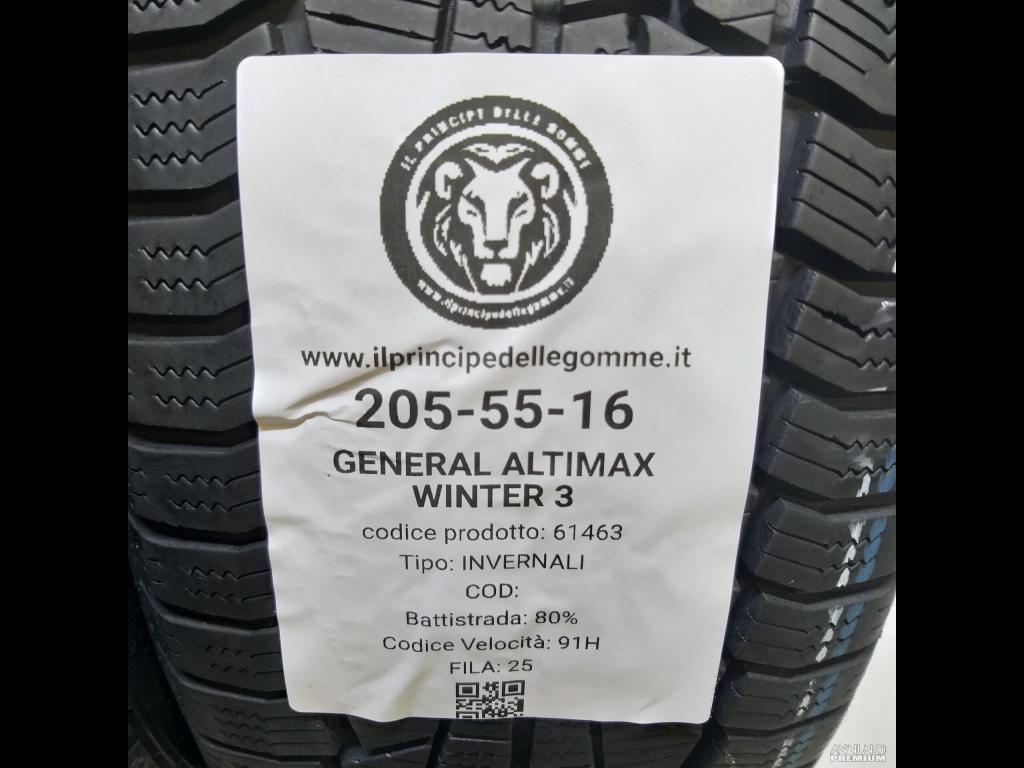 IL PRINCIPE DELLE GOMME
www.ilprincipedellegomme.it
www.ilprincipedellegomme.it
205-55-16
GENERAL ALTIMAX
WINTER 3
codice prodotto: 61463
Tipo: INVERNALI
COD:
Battistrada: 80%
Codice Velocità: 91H
FILA: 25
ANNUNCI
PREMIUM